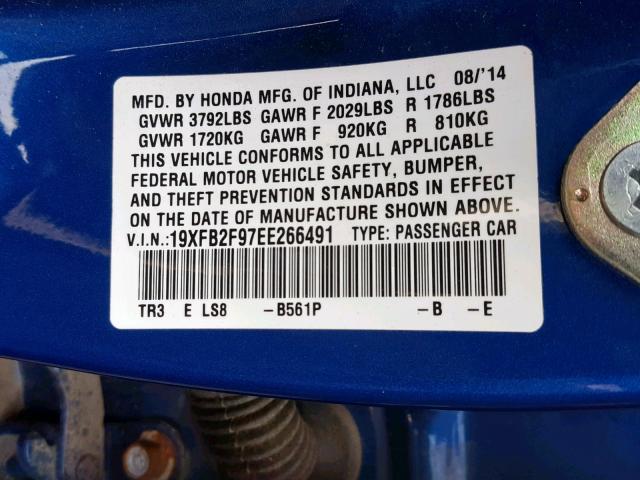 MFD. BY HONDA MFG. OF INDIANA, LLC 08/'14
GVWR 3792LBS GAWR F 2029LBS R 1786LBS
GVWR 1720KG GAWR F 920KG R 810KG
THIS VEHICLE CONFORMS TO ALL APPLICABLE
FEDERAL MOTOR VEHICLE SAFETY, BUMPER,
AND THEFT PREVENTION STANDARDS IN EFFECT
ON THE DATE OF MANUFACTURE SHOWN ABOVE.
V.I.N.:19XFB2F97EE266491 TYPE: PASSENGER CAR
TR3 E LS8 –B561P –B –E